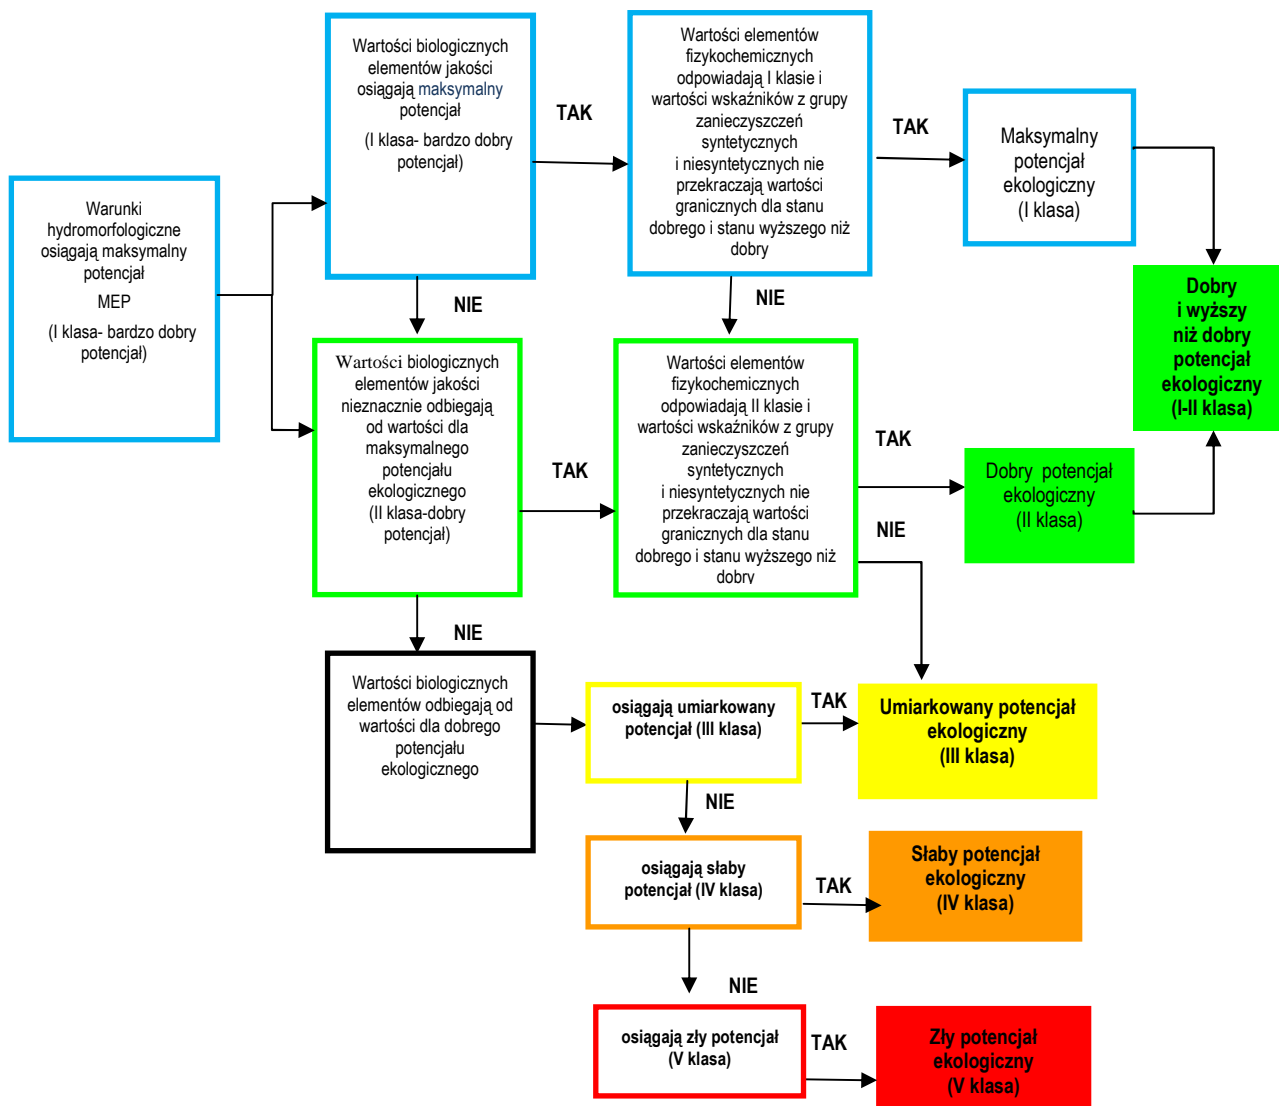 Warunki
hydromorfologiczne
osiągają maksymalny
potencjał
MEP
(I klasa- bardzo dobry
potencjał)
Wartości biologicznych
elementów jakości
osiągają maksymalny
potencjał
(I klasa- bardzo dobry
potencjał)
TAK
Wartości elementów
fizykochemicznych
odpowiadają I klasie i
wartości wskaźników z grupy
zanieczyszczeń
syntetycznych
i niesyntetycznych nie
przekraczają wartości
granicznych dla stanu
dobrego i stanu wyższego niż
dobry
TAK
Maksymalny
potencjał
ekologiczny
(I klasa)
Dobry
i wyższy
niż dobry
potencjał
ekologiczny
(I-II klasa)
NIE
NIE
Wartości biologicznych
elementów jakości
nieznacznie odbiegają
od wartości dla
maksymalnego
potencjału
ekologicznego
(II klasa-dobry
potencjał)
TAK
Wartości elementów
fizykochemicznych
odpowiadają II klasie i
wartości wskaźników z grupy
zanieczyszczeń
syntetycznych
i niesyntetycznych nie
przekraczają wartości
granicznych dla stanu
dobrego i stanu wyższego niż
dobry
TAK
Dobry potencjał
ekologiczny
(II klasa)
NIE
NIE
Wartości biologicznych
elementów odbiegają od
wartości dla dobrego
potencjału
ekologicznego
osiągają umiarkowany
potencjał (III klasa)
TAK
Umiarkowany potencjał
ekologiczny
(III klasa)
NIE
osiągają słaby
potencjał (IV klasa)
TAK
Słaby potencjał
ekologiczny
(IV klasa)
NIE
osiągają zły potencjał
(V klasa)
TAK
Zły potencjał
ekologiczny
(V klasa)